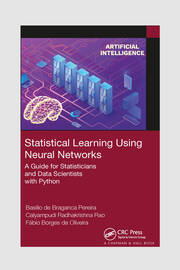 ARTIFICIAL
INTELLIGENCE
Statistical Learning Using
Neural Networks
A Guide for Statisticians
and Data Scientists
with Python
Basilio de Braganca Pereira
Calyampudi Radhakrishna Rao
Fábio Borges de Oliveira
CRC Press
Taylor & Francis Group
A CHAPMAN & HALL BOOK